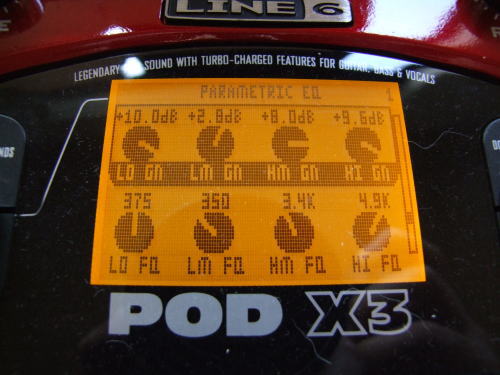 LINE 6
LEGENDARY SOUND WITH TURBO-CHARGED FEATURES FOR GUITAR, BASS & VOCALS
PARAMETRIC EQ 1
+10.0dB +2.8dB +8.0dB +9.6dB
LO GN LM GN HM GN HI GN
375 350 3.4K 4.9K
LO FQ LM FQ HM FQ HI FQ
POD X3